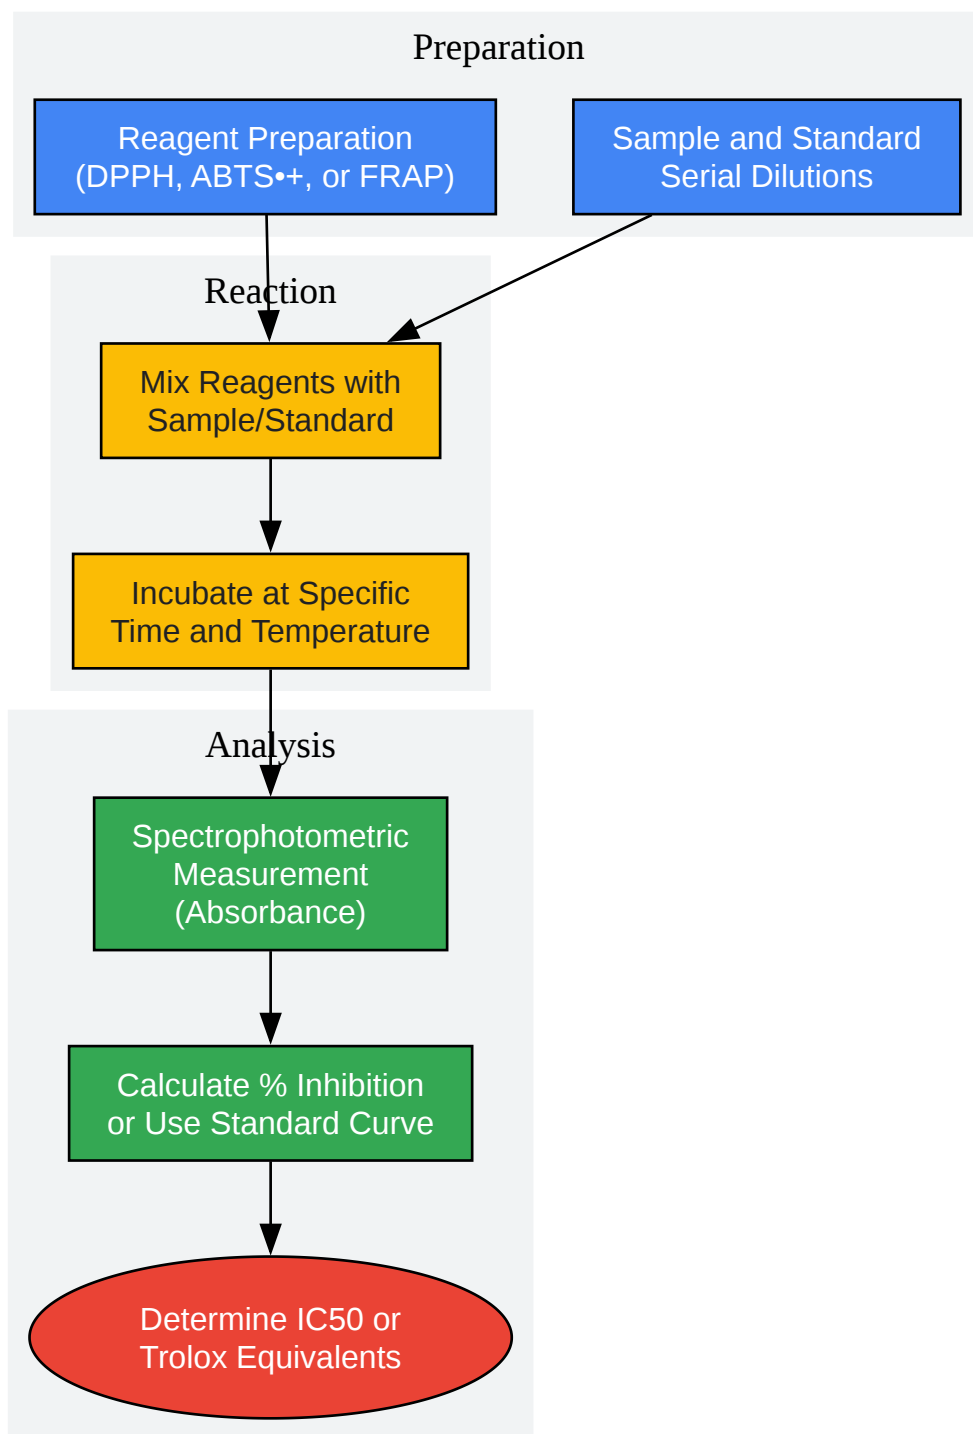 Preparation
Reagent Preparation
(DPPH, ABTS•+, or FRAP)
Sample and Standard
Serial Dilutions
Reaction
Mix Reagents with
Sample/Standard
Incubate at Specific
Time and Temperature
Analysis
Spectrophotometric
Measurement
(Absorbance)
Calculate % Inhibition
or Use Standard Curve
Determine IC50 or
Trolox Equivalents